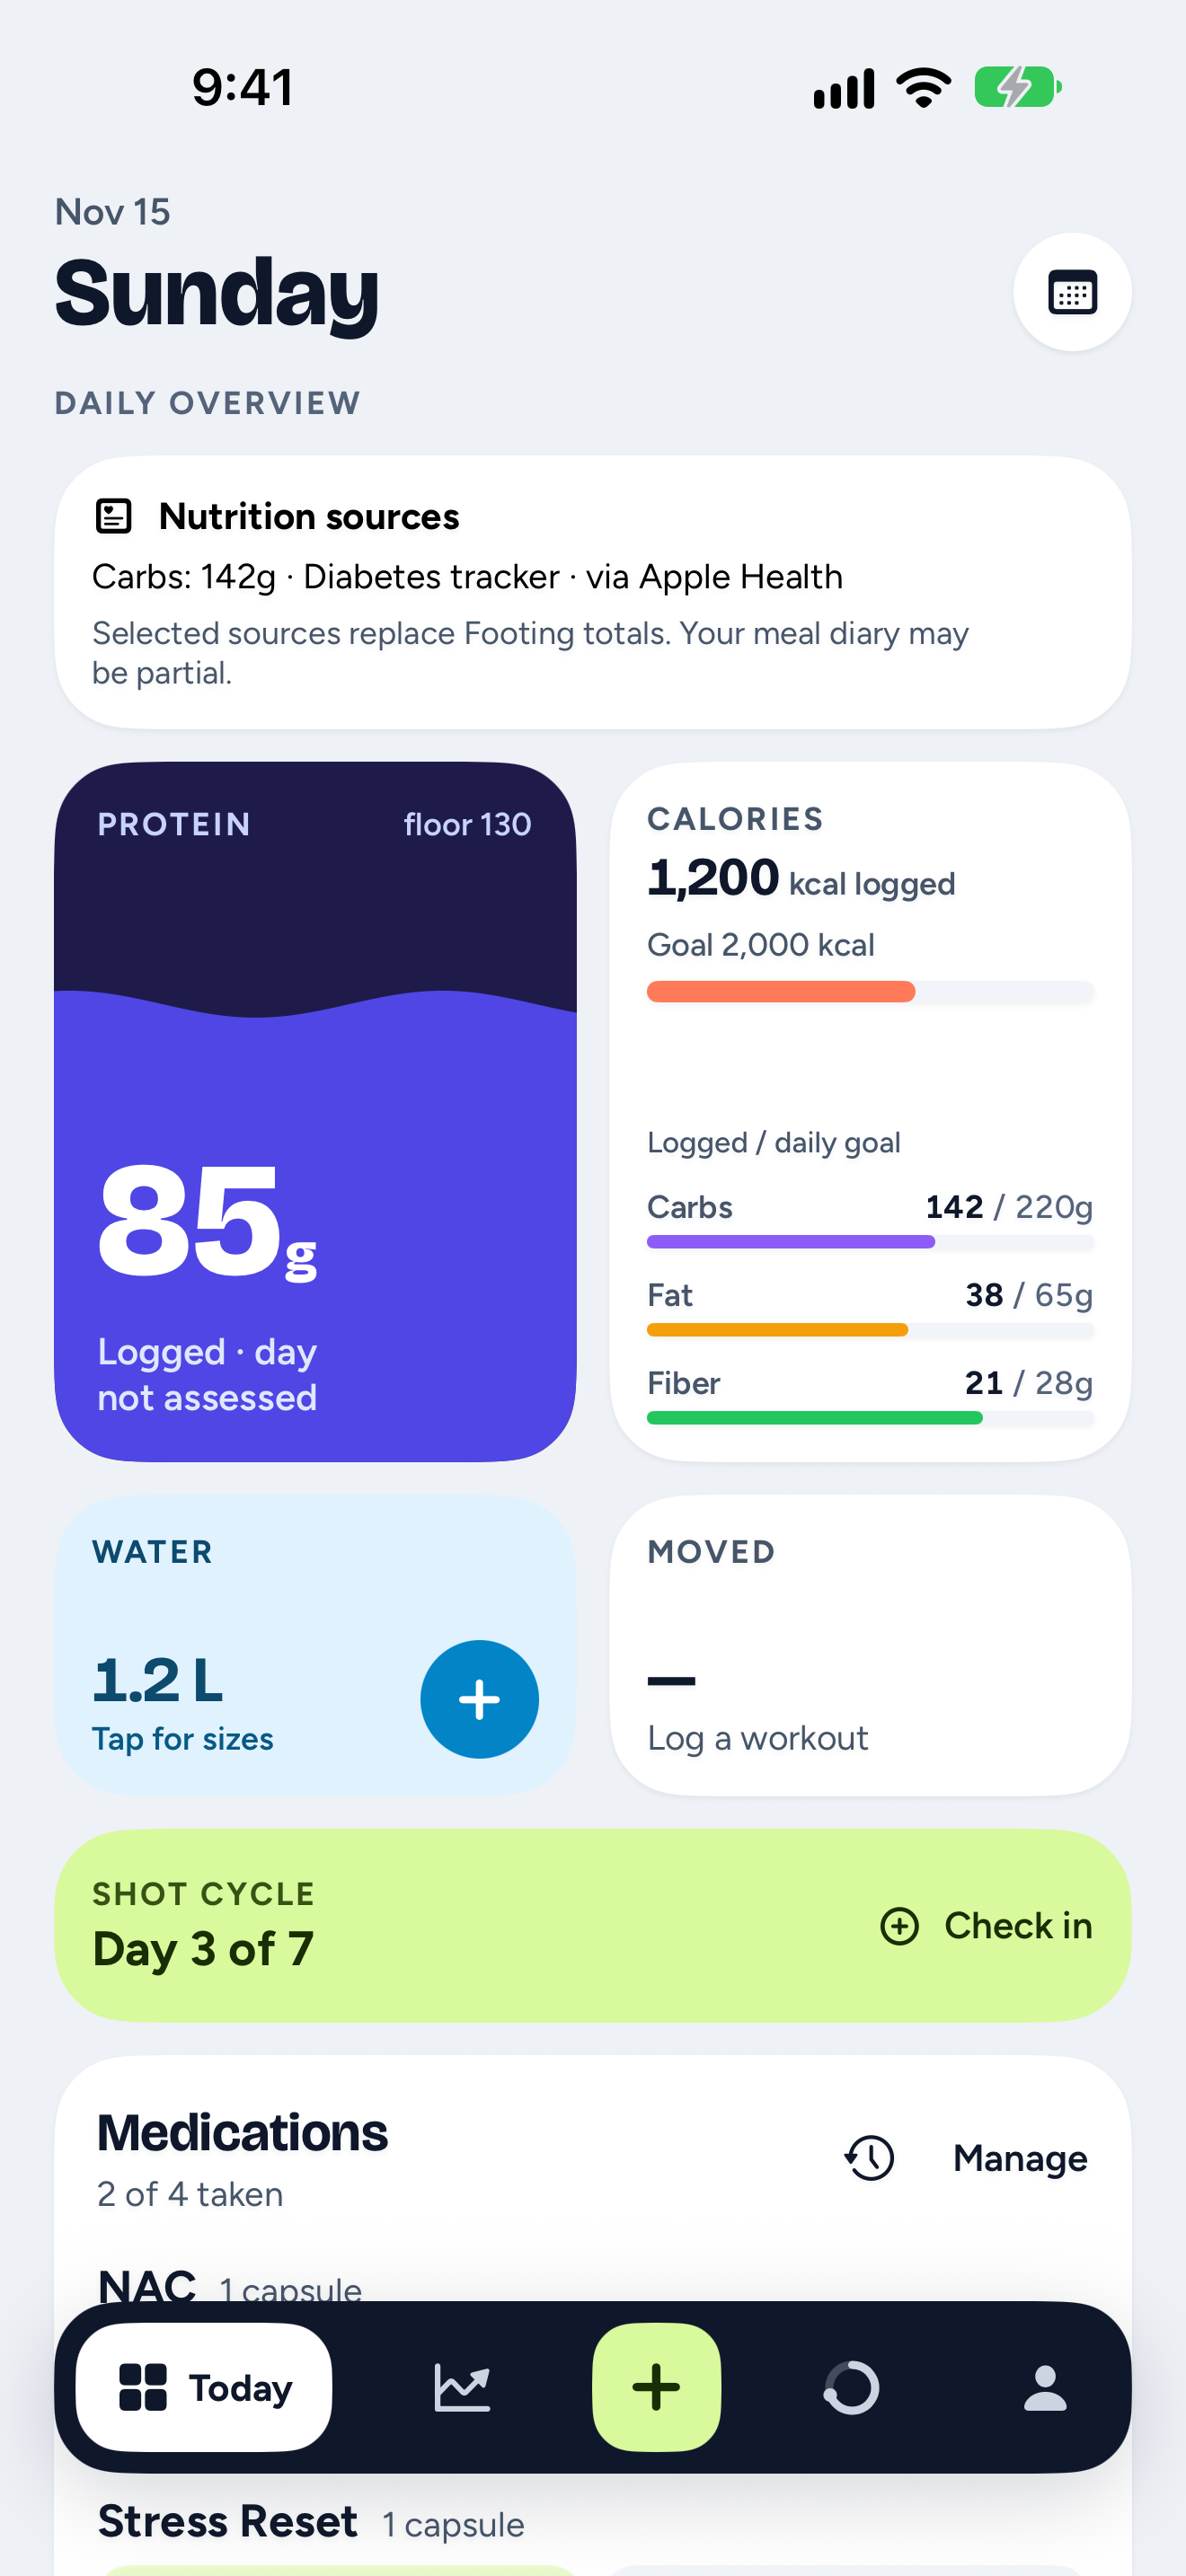 9:41
Nov 15
Sunday
DAILY OVERVIEW
Nutrition sources
Carbs: 142g · Diabetes tracker · via Apple Health
Selected sources replace Footing totals. Your meal diary may
be partial.
PROTEIN floor 130
85g
Logged · day
not assessed
CALORIES
1,200 kcal logged
Goal 2,000 kcal
Logged / daily goal
Carbs 142 / 220g
Fat 38 / 65g
Fiber 21 / 28g
WATER
1.2 L
Tap for sizes
MOVED
—
Log a workout
SHOT CYCLE
Day 3 of 7
Check in
Medications
2 of 4 taken
Manage
NAC 1 capsule
Today
Stress Reset 1 capsule